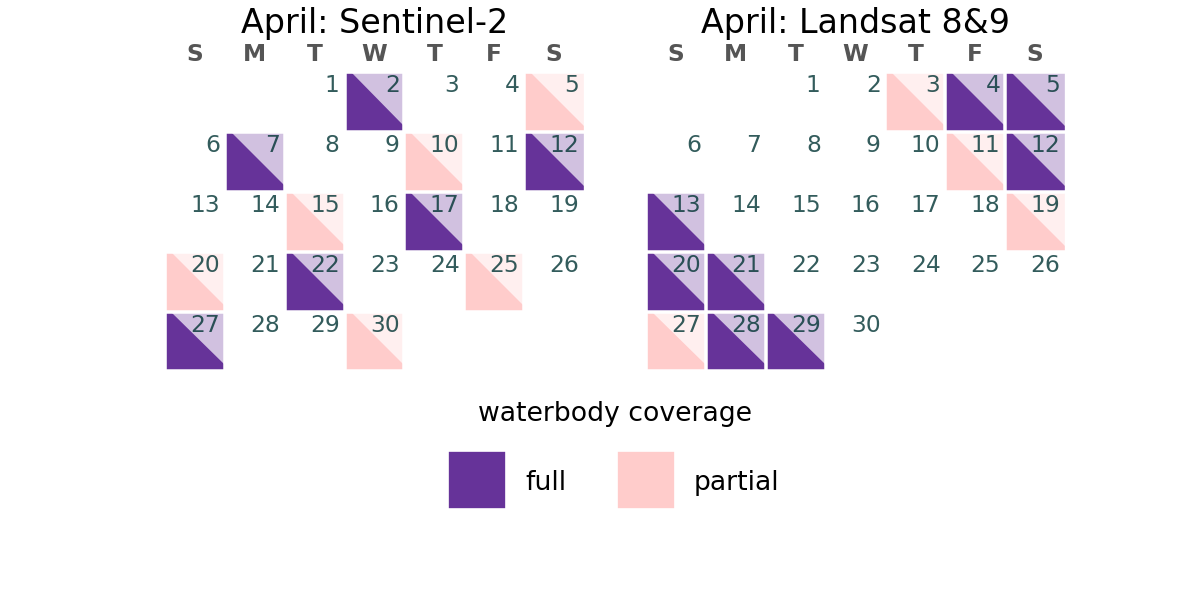 April: Sentinel-2
S M T W T F S
1 2 3 4 5
6 7 8 9 10 11 12
13 14 15 16 17 18 19
20 21 22 23 24 25 26
27 28 29 30
April: Landsat 8&9
S M T W T F S
1 2 3 4 5
6 7 8 9 10 11 12
13 14 15 16 17 18 19
20 21 22 23 24 25 26
27 28 29 30
waterbody coverage
full partial